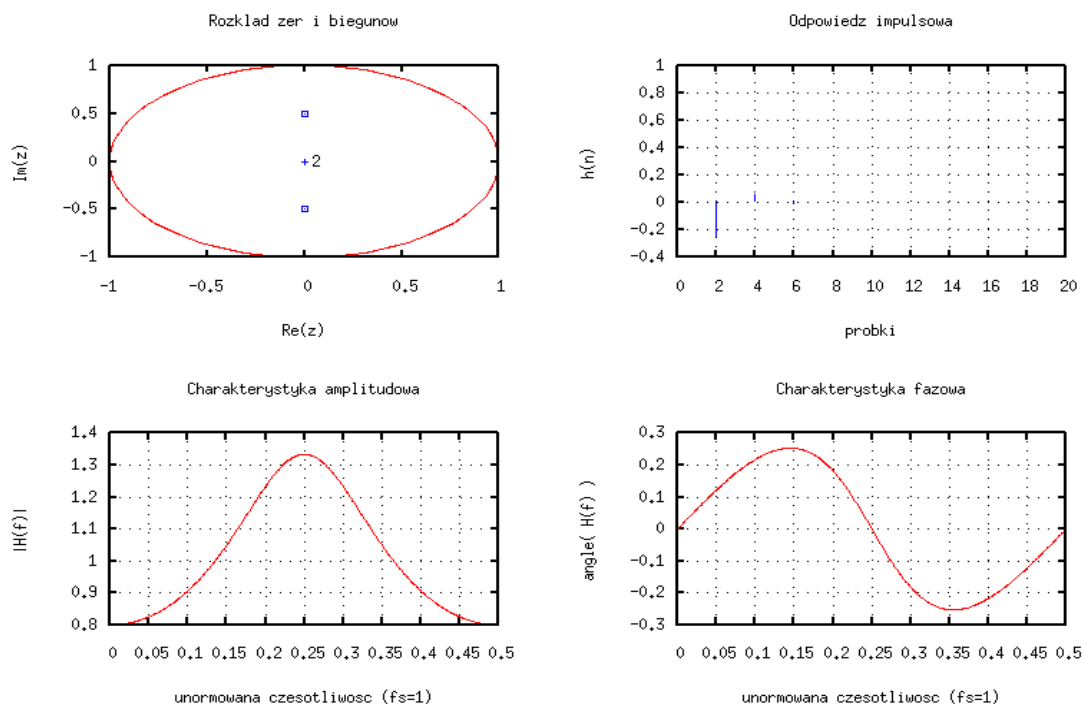 Rozklad zer i biegunow
Im(z)
1
0.5
0
-0.5
-1
2
-1 -0.5 0 0.5 1
Re(z)
Odpowiedz impulsowa
h(n)
1
0.8
0.6
0.4
0.2
0
-0.2
-0.4
0 2 4 6 8 10 12 14 16 18 20
probki
Charakterystyka amplitudowa
|H(f)|
1.4
1.3
1.2
1.1
1
0.9
0.8
0 0.05 0.1 0.15 0.2 0.25 0.3 0.35 0.4 0.45 0.5
unormowana czesotliwosc (fs=1)
Charakterystyka fazowa
angle( H(f) )
0.3
0.2
0.1
0
-0.1
-0.2
-0.3
0 0.05 0.1 0.15 0.2 0.25 0.3 0.35 0.4 0.45 0.5
unormowana czesotliwosc (fs=1)